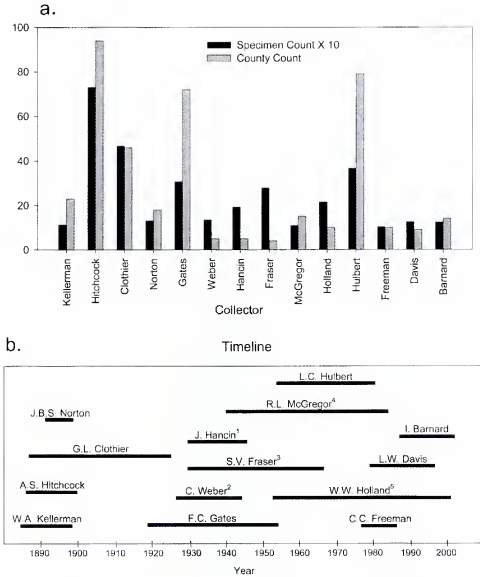 a.
100
80
60
40
20
0
Specimen Count X 10
County Count
Kellerman
Hitchcock
Clothier
Norton
Gates
Weber
Hancin
Fraser
McGregor
Holland
Hulbert
Freeman
Davis
Barnard
Collector
b.
Timeline
L.C. Hulbert
R.L. McGregor⁴
J.B.S. Norton
I. Barnard
J. Hancin¹
G.L. Clothier
L.W. Davis
S.V. Fraser³
A.S. Hitchcock
C. Weber²
W.W. Holland⁵
W.A. Kellerman
F.C. Gates
C.C. Freeman
1890 1900 1910 1920 1930 1940 1950 1960 1970 1980 1990 2000
Year